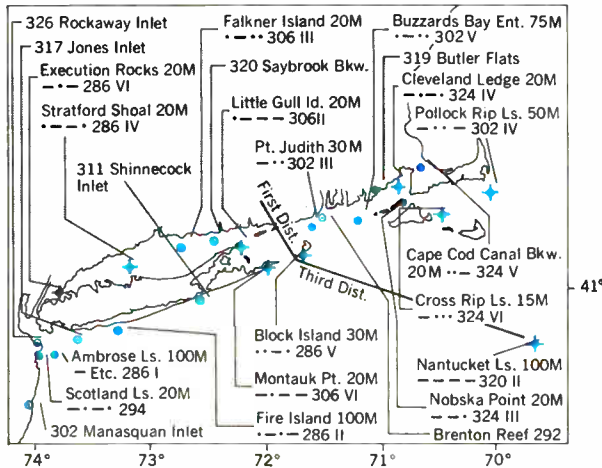 326 Rockaway Inlet
317 Jones Inlet
Execution Rocks 20M
—·— 286 VI
Stratford Shoal 20M
—·—— 286 IV
311 Shinnecock
Inlet
Falkner Island 20M
·—·—·· 306 III
320 Saybrook Bkw.
Little Gull Id. 20M
·—·—— 306II
Pt. Judith 30 M
—·· 302 III
Buzzards Bay Ent. 75M
—··—· 302 V
319 Butler Flats
Cleveland Ledge 20M
—·—· 324 IV
Pollock Rip Ls. 50M
—··—· 302 IV
First Dist.
Third Dist.
Cape Cod Canal Bkw.
20M ··— 324 V
Cross Rip Ls. 15M
——·· 324 VI
41°
Block Island 30M
··—·— 286 V
Montauk Pt. 20M
——·— 306 VI
Fire Island 100M
—·—· 286 II
Nantucket Ls. 100M
———— 320 II
Nobska Point 20M
———— 324 III
Brenton Reef 292
Ambrose Ls. 100M
— Etc. 286 I
Scotland Ls. 20M
—·—· 294
302 Manasquan Inlet
74° 73° 72° 71° 70°